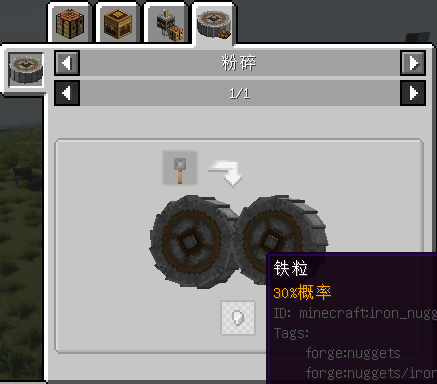 粉碎
1/1
铁粒
30%概率
ID: minecraft:iron_nugg
Tags:
forge:nuggets
forge:nuggets/iron